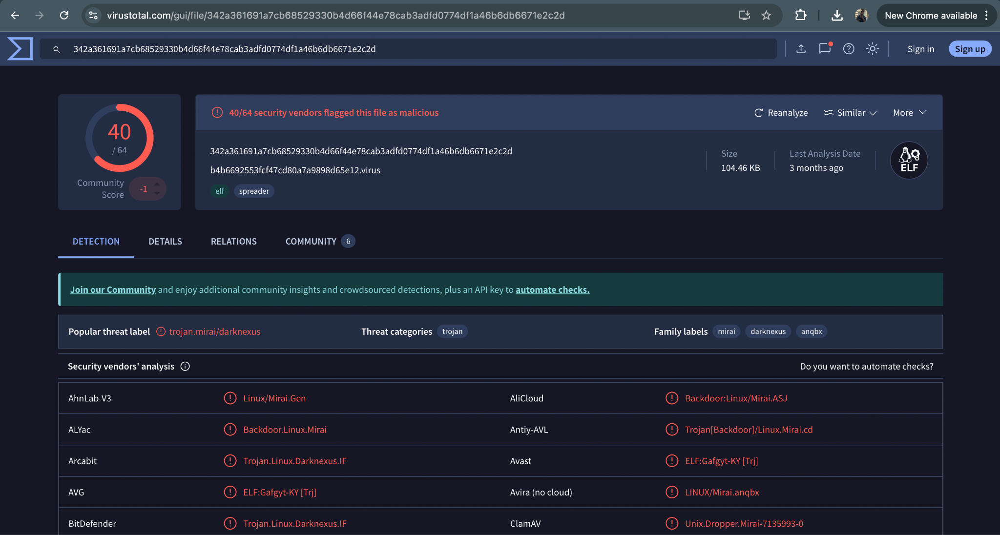 virustotal.com/gui/file/342a361691a7cb68529330b4d66f44e78cab3adfd0774df1a46b6db6671e2c2d
New Chrome available
342a361691a7cb68529330b4d66f44e78cab3adfd0774df1a46b6db6671e2c2d
Sign in
Sign up
40
/ 64
Community
Score
-1
40/64 security vendors flagged this file as malicious
Reanalyze
Similar
More
342a361691a7cb68529330b4d66f44e78cab3adfd0774df1a46b6db6671e2c2d
b4b6692553fcf47cd80a7a9898d65e12.virus
elf
spreader
Size
104.46 KB
Last Analysis Date
3 months ago
ELF
DETECTION
DETAILS
RELATIONS
COMMUNITY 6
Join our Community and enjoy additional community insights and crowdsourced detections, plus an API key to automate checks.
Popular threat label trojan.mirai/darknexus
Threat categories trojan
Family labels mirai darknexus anqbx
Security vendors' analysis
Do you want to automate checks?
AhnLab-V3 Linux/Mirai.Gen
AliCloud Backdoor:Linux/Mirai.ASJ
ALYac Backdoor.Linux.Mirai
Antiy-AVL Trojan[Backdoor]/Linux.Mirai.cd
Arcabit Trojan.Linux.Darknexus.IF
Avast ELF:Gafgyt-KY [Trj]
AVG ELF:Gafgyt-KY [Trj]
Avira (no cloud) LINUX/Mirai.anqbx
BitDefender Trojan.Linux.Darknexus.IF
ClamAV Unix.Dropper.Mirai-7135993-0